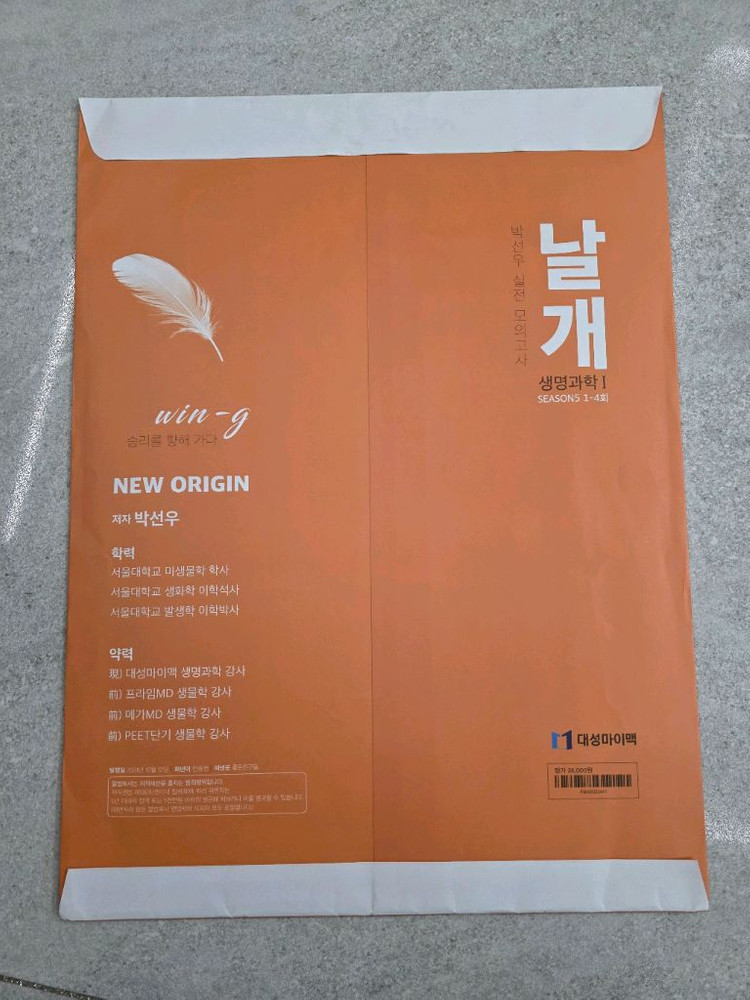 win-g
승리를 향해 가다
NEW ORIGIN
저자 박선우
학력
서울대학교 미생물학 학사
서울대학교 생화학 이학석사
서울대학교 발생학 이학박사
약력
現) 대성마이맥 생명과학 강사
前) 프라임MD 생물학 강사
前) 메가MD 생물학 강사
前) PEET단기 생물학 강사
발행일
박선우 실전 모의고사
날개
생명과학 I
SEASON5 1-4회
대성마이맥
정가